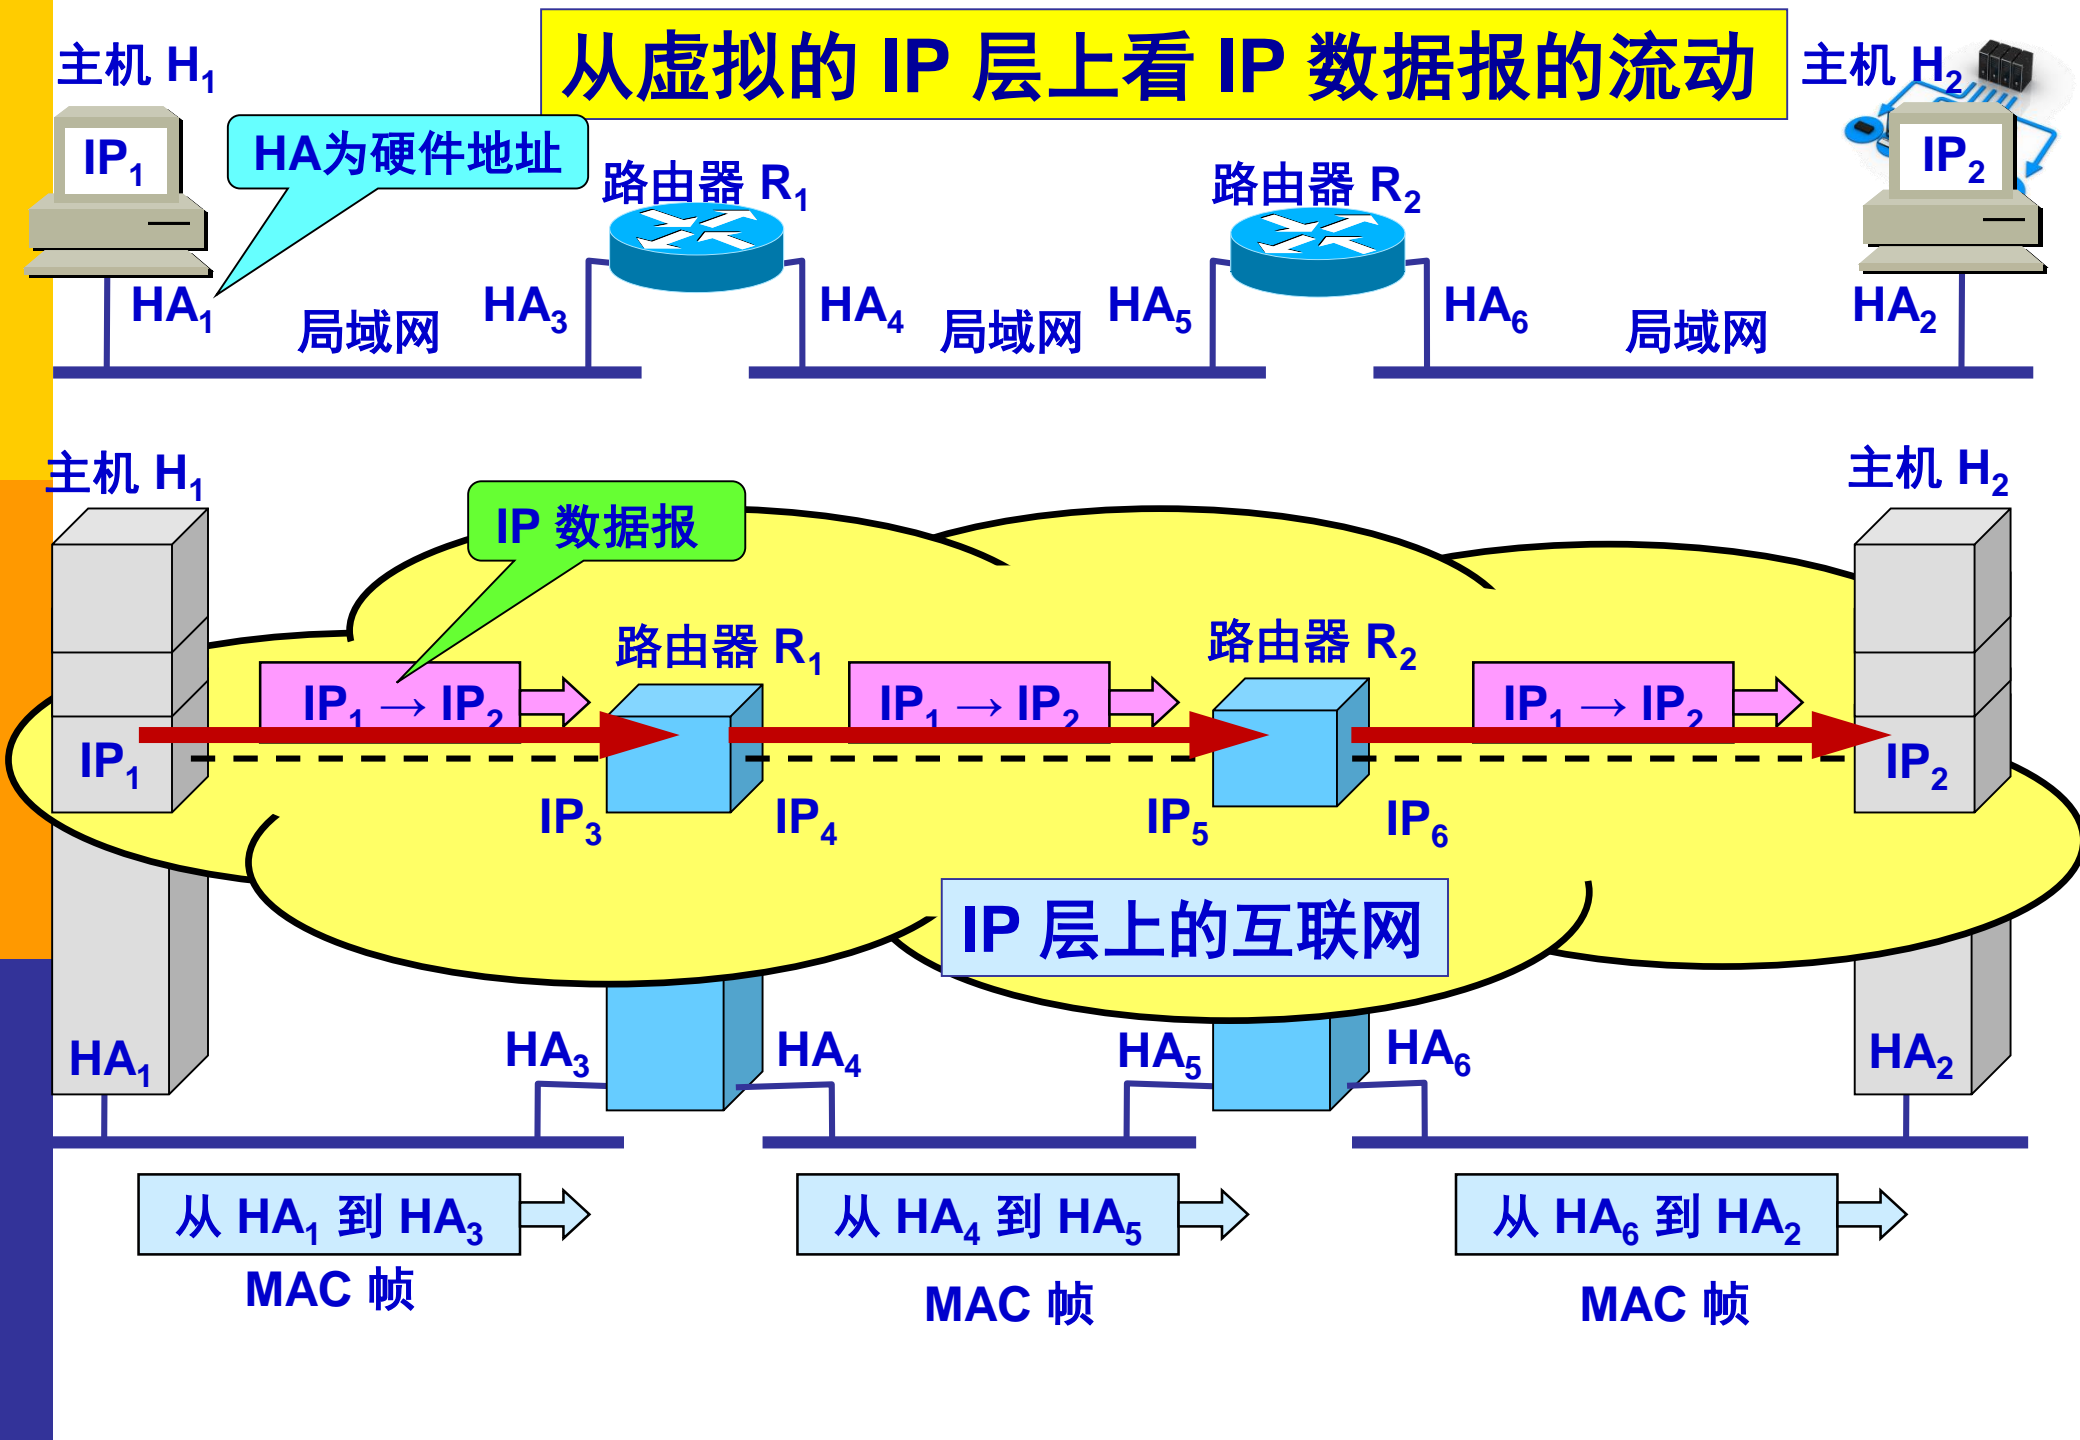 从虚拟的 IP 层上看 IP 数据报的流动
主机 H₁
主机 H₂
IP₁
HA为硬件地址
路由器 R₁
路由器 R₂
IP₂
HA₁
局域网
HA₃
HA₄
局域网
HA₅
HA₆
局域网
HA₂
主机 H₁
主机 H₂
IP 数据报
路由器 R₁
路由器 R₂
IP₁ → IP₂
IP₁ → IP₂
IP₁ → IP₂
IP₁
IP₂
IP₃
IP₄
IP₅
IP₆
IP 层上的互联网
HA₁
HA₃
HA₄
HA₅
HA₆
HA₂
从 HA₁ 到 HA₃
从 HA₄ 到 HA₅
从 HA₆ 到 HA₂
MAC 帧
MAC 帧
MAC 帧